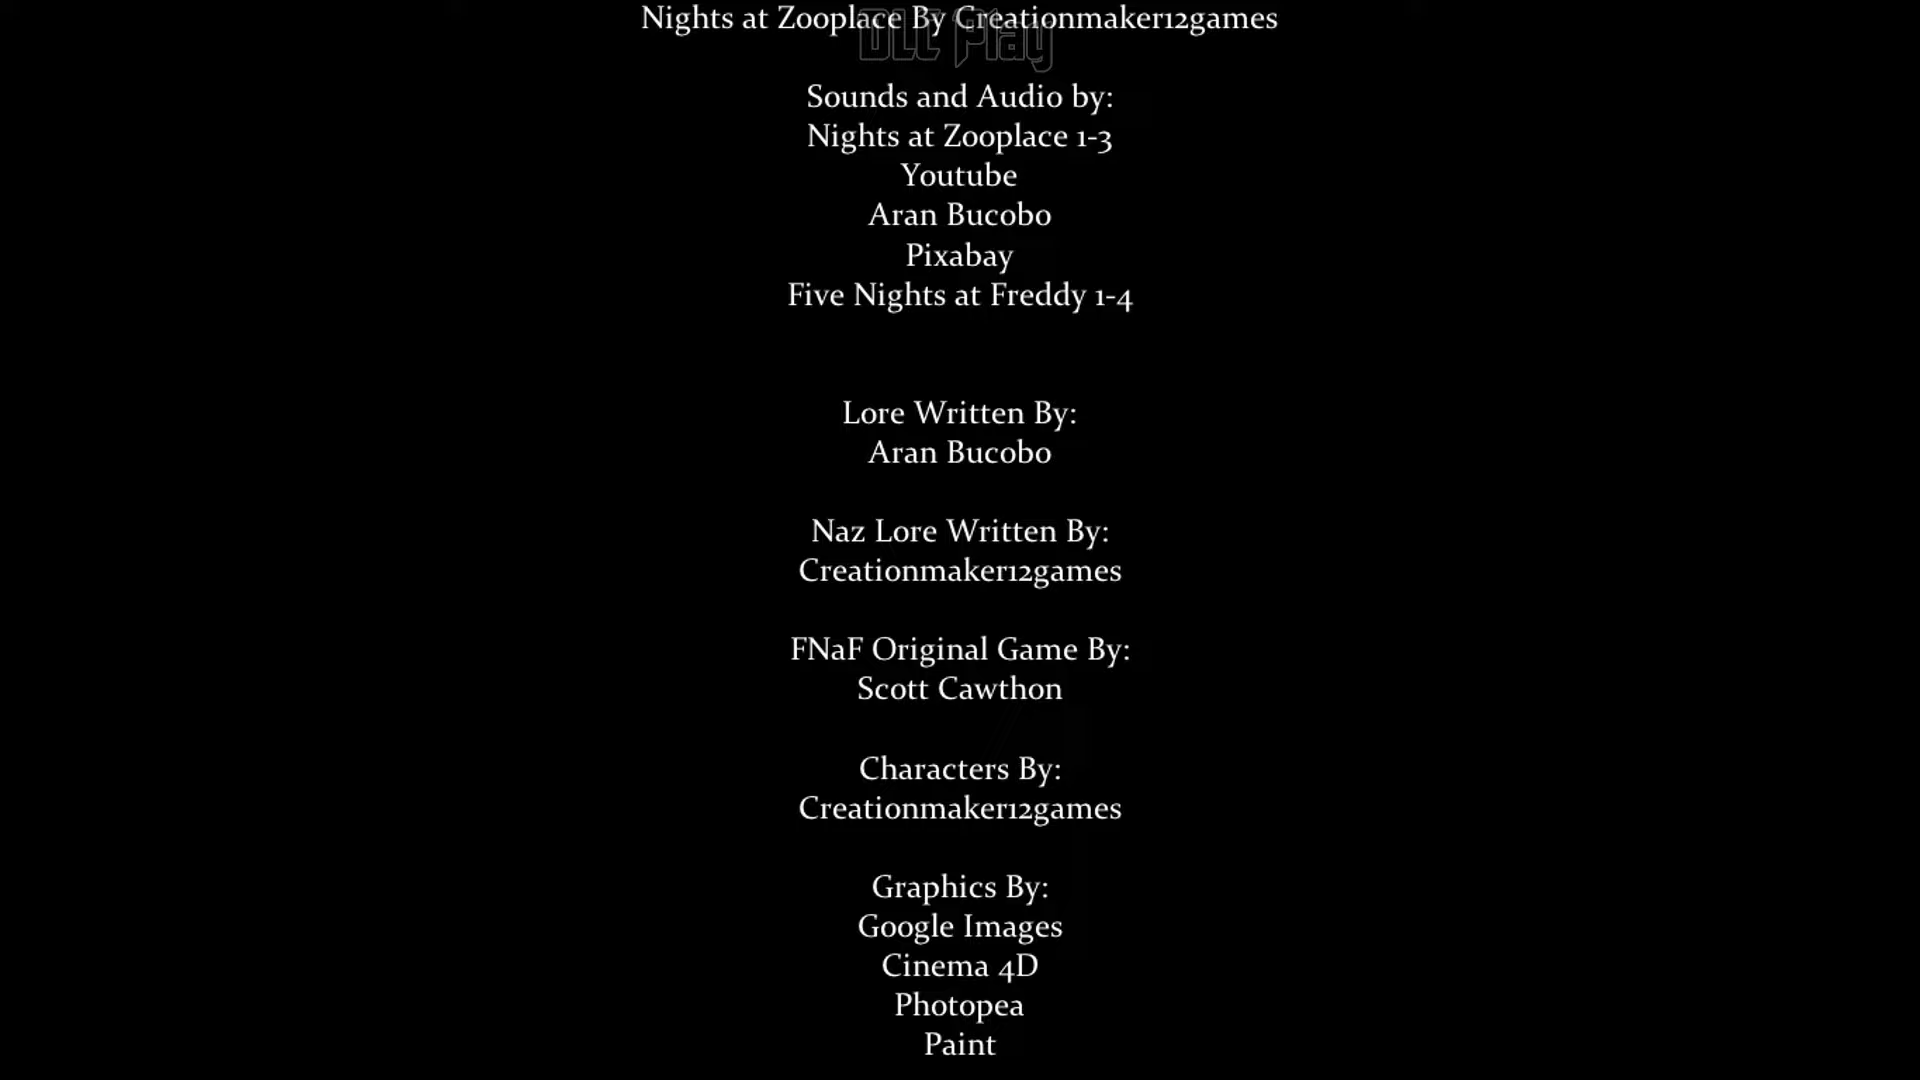 Nights at Zooplace By Creationmaker12games
DLC Play
Sounds and Audio by:
Nights at Zooplace 1-3
Youtube
Aran Bucobo
Pixabay
Five Nights at Freddy 1-4
Lore Written By:
Aran Bucobo
Naz Lore Written By:
Creationmaker12games
FNaF Original Game By:
Scott Cawthon
Characters By:
Creationmaker12games
Graphics By:
Google Images
Cinema 4D
Photopea
Paint